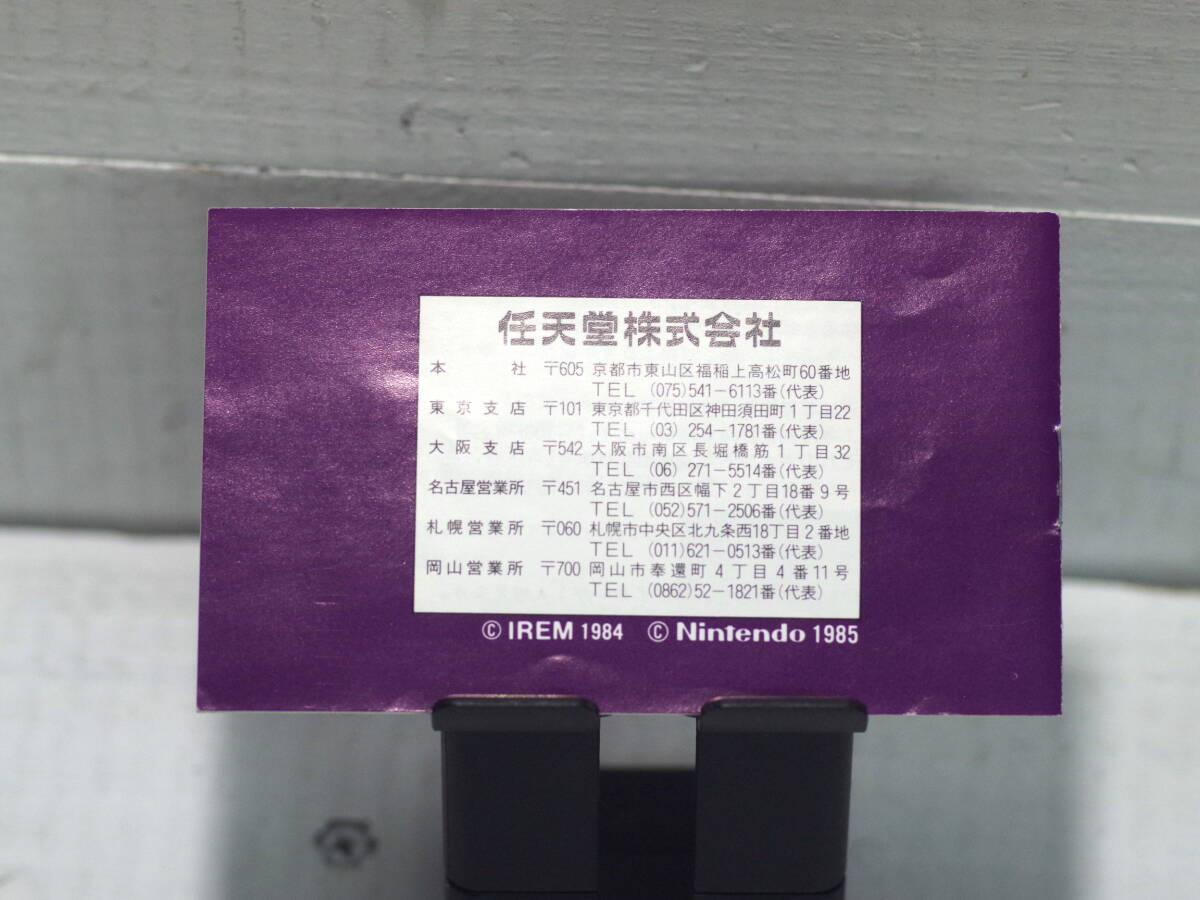 任天堂株式会社
本社 〒605 京都市東山区福稲上高松町60番地
TEL (075)541-6113番(代表)
東京支店 〒101 東京都千代田区神田須田町1丁目22
TEL (03) 254-1781番(代表)
大阪支店 〒542 大阪市南区長堀橋筋1丁目32
TEL (06) 271-5514番(代表)
名古屋営業所 〒451 名古屋市西区幅下2丁目18番9号
TEL (052)571-2506番(代表)
札幌営業所 〒060 札幌市中央区北九条西18丁目2番地
TEL (011)621-0513番(代表)
岡山営業所 〒700 岡山市奉還町4丁目4番11号
TEL (0862)52-1821番(代表)
© IREM 1984 © Nintendo 1985